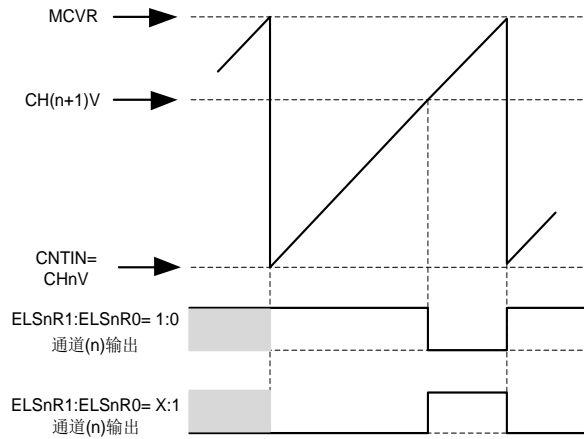 MCVR
CH(n+1)V
CNTIN=
CHnV
ELSnR1:ELSnR0= 1:0
通道(n)输出
ELSnR1:ELSnR0= X:1
通道(n)输出